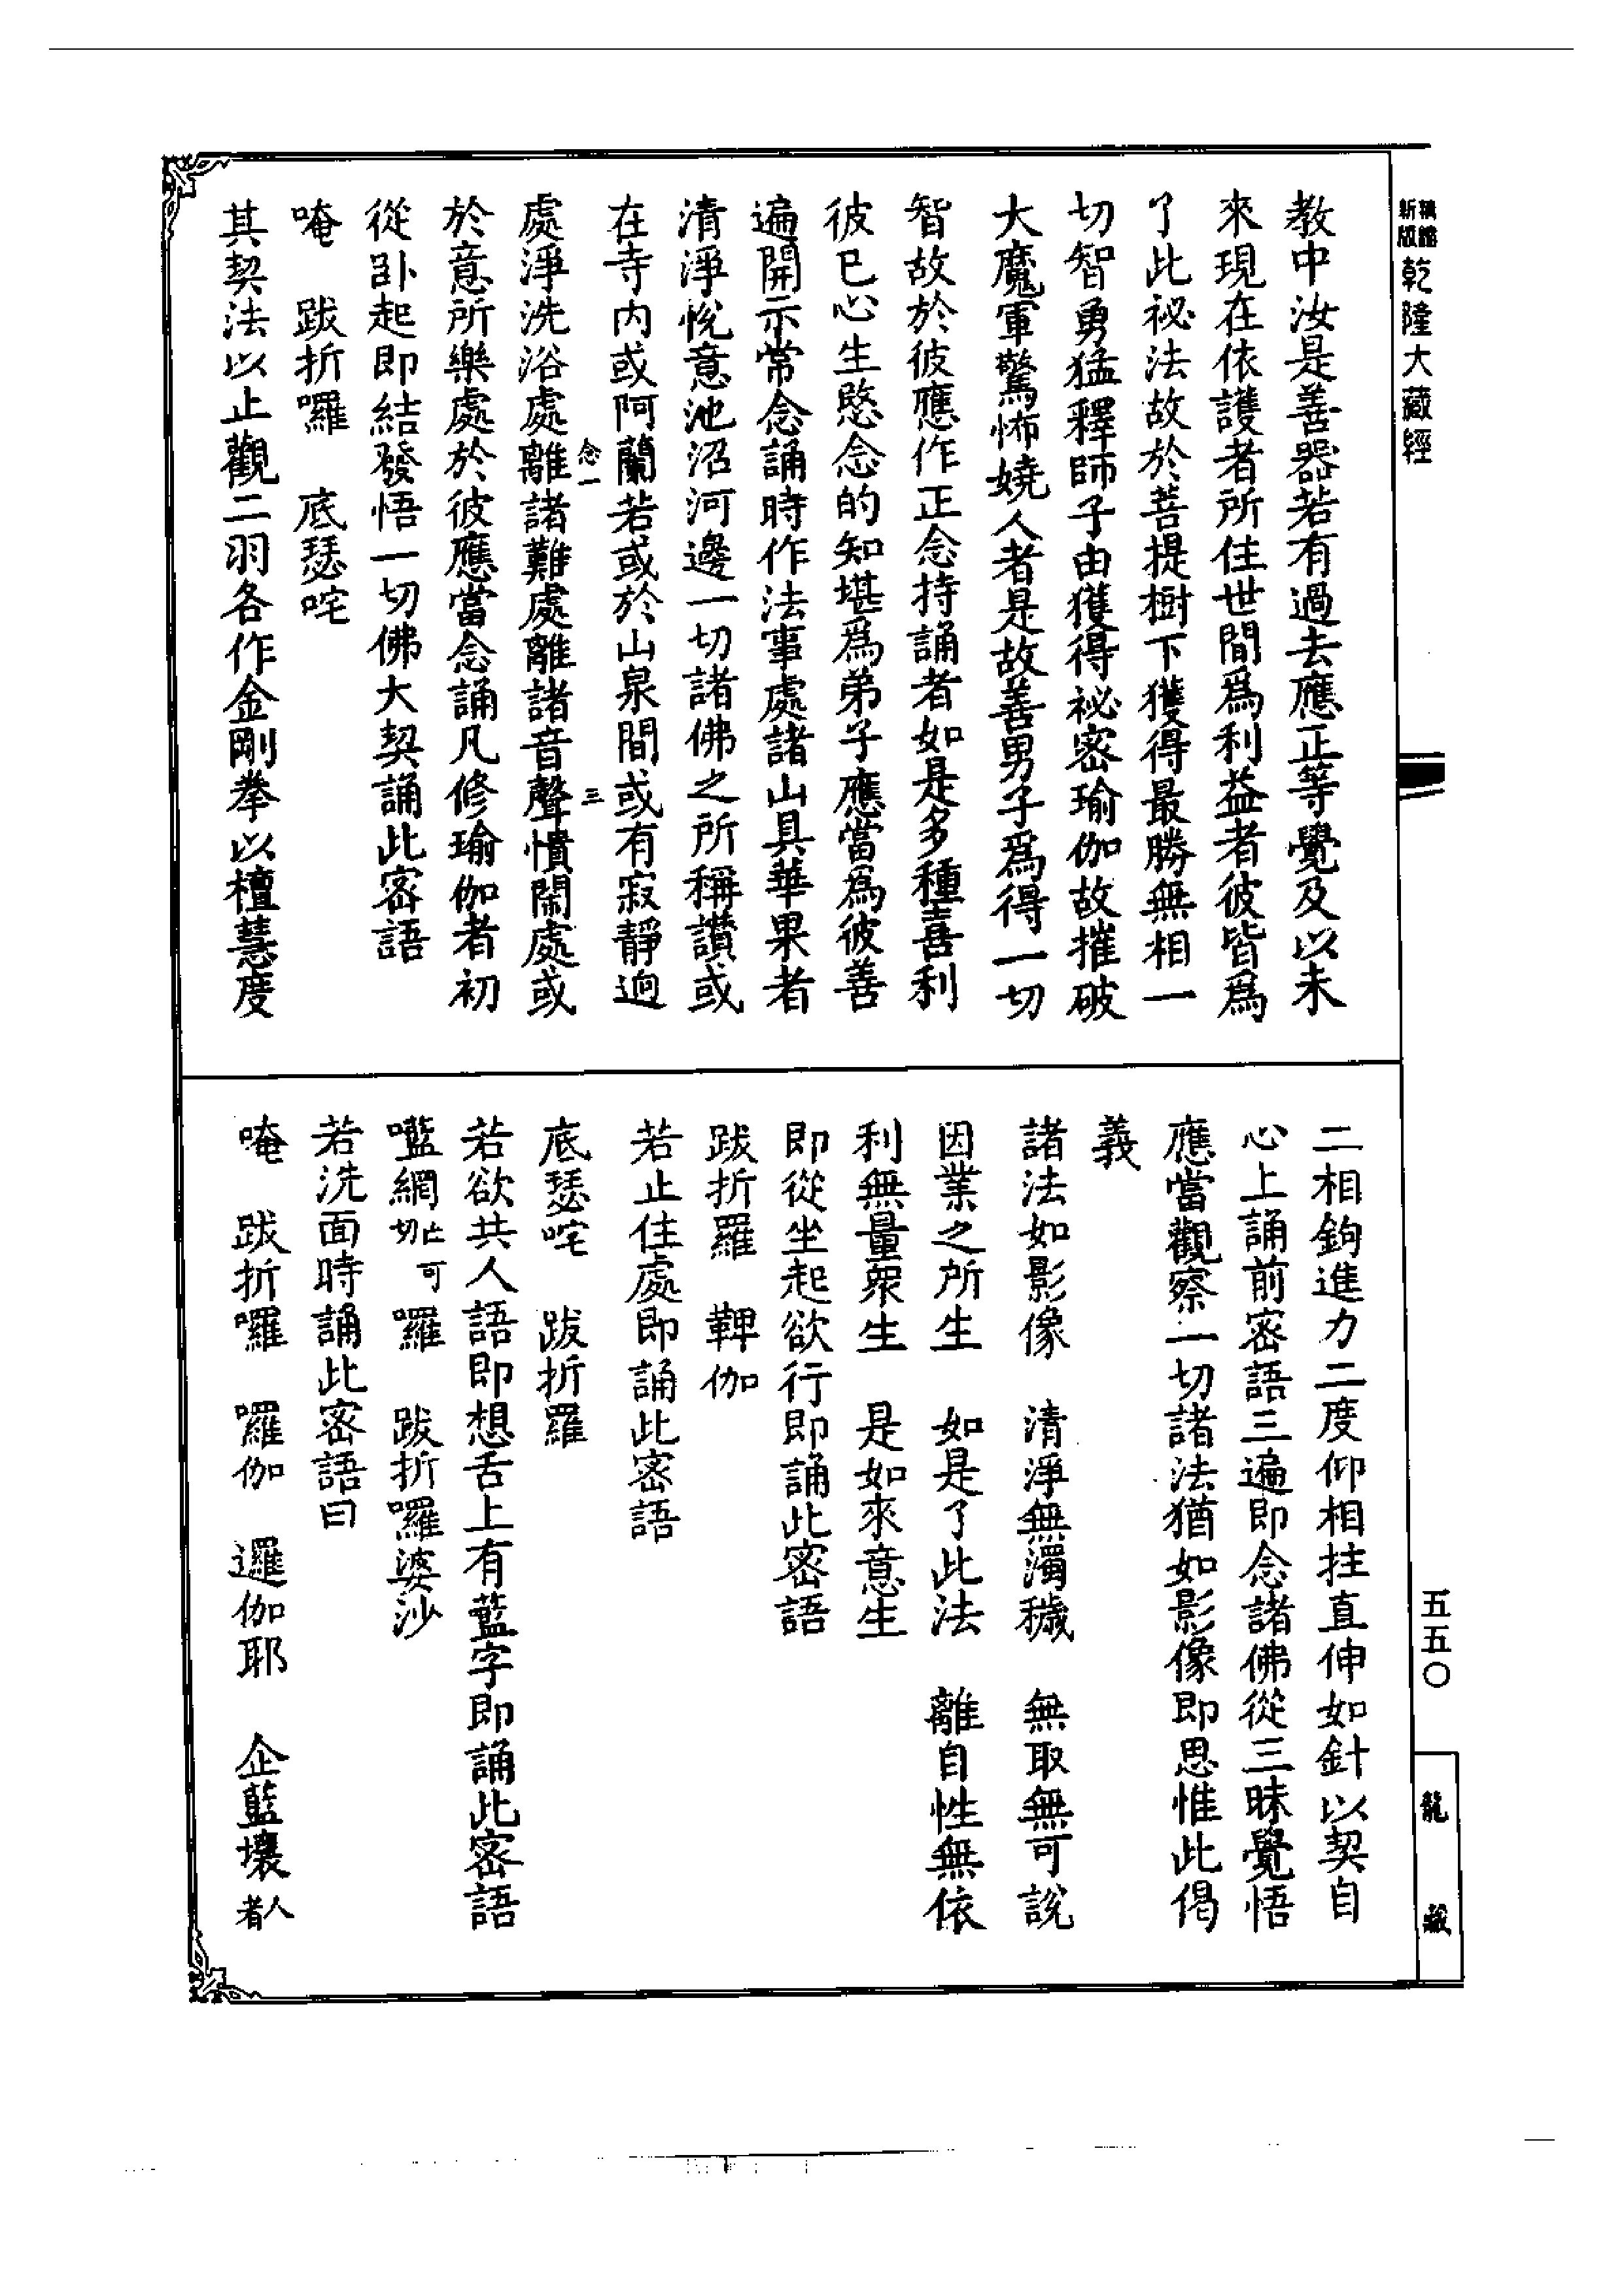 新版 精縮 乾隆大藏經
教中汝是善器若有過去應正等覺及以未
來現在依護者所住世間爲利益者彼皆爲
了此祕法故於菩提樹下獲得最勝無相一
切智勇猛釋師子由獲得祕密瑜伽故摧破
大魔軍驚怖嬈人者是故善男子爲得一切
智故於彼應作正念持誦者如是多種喜利
彼已心生愍念的知堪爲弟子應當爲彼善
遍開示常念誦時作法事處諸山具華果者
清淨悅意池沼河邊一切諸佛之所稱讚或
在寺内或阿蘭若或於山泉間或有寂靜逈
念一 三
處淨洗浴處離諸難處離諸音聲憒閙處或
於意所樂處於彼應當念誦凡修瑜伽者初
從卧起即結發悟一切佛大契誦此密語
唵 跋折囉 底瑟咤
其契法以止觀二羽各作金剛拳以檀慧度
二相鉤進力二度仰相拄直伸如針以契自
心上誦前密語三遍即念諸佛從三昧覺悟
應當觀察一切諸法猶如影像即思惟此偈
義
諸法如影像 清淨無濁穢 無取無可說
因業之所生 如是了此法 離自性無依
利無量衆生 是如來意生
即從坐起欲行即誦此密語
跋折羅 鞞伽
若止住處即誦此密語
底瑟咤 跋折羅
若欲共人語即想舌上有藍字即誦此密語
嚂網切亡可 囉 跋折囉婆沙
若洗面時誦此密語曰
唵 跋折囉 囉伽 邏伽耶 企藍壤人者
五五〇
龍藏